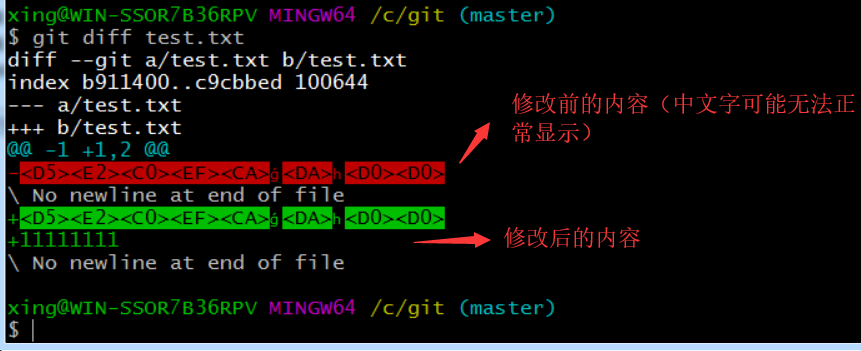 xing@WIN-SSOR7B36RPV MINGW64 /c/git (master)
$ git diff test.txt
diff --git a/test.txt b/test.txt
index b911400..c9cbbed 100644
--- a/test.txt
+++ b/test.txt
修改前的内容（中文字可能无法正
常显示）
@@ -1 +1,2 @@
-<D5><E2><C0><EF><CA>ǵ<DA>һ<D0><D0>
\ No newline at end of file
+<D5><E2><C0><EF><CA>ǵ<DA>һ<D0><D0>
+11111111
修改后的内容
\ No newline at end of file
xing@WIN-SSOR7B36RPV MINGW64 /c/git (master)
$